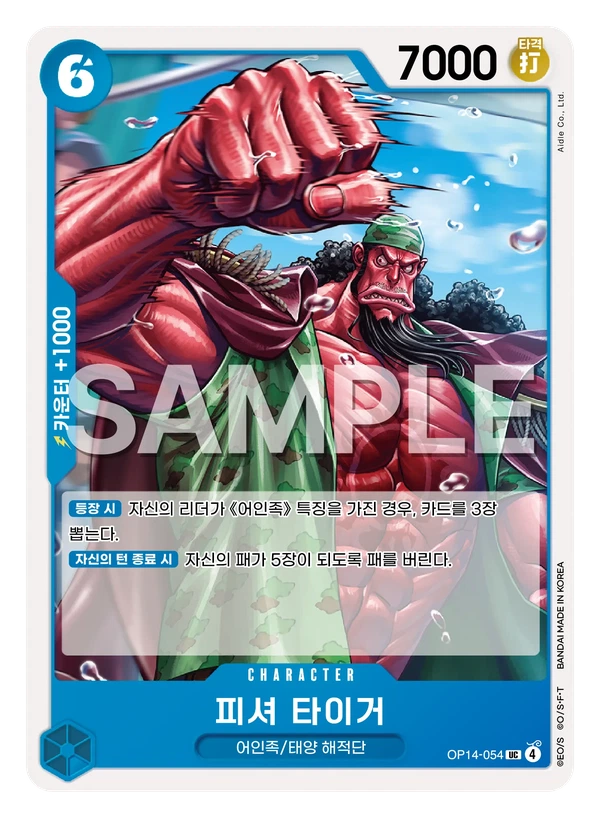 6
7000
타격
打
Aidle Co., Ltd.
카운터 +1000
SAMPLE
등장 시 자신의 리더가 《어인족》 특징을 가진 경우, 카드를 3장
뽑는다.
자신의 턴 종료 시 자신의 패가 5장이 되도록 패를 버린다.
CHARACTER
피셔 타이거
어인족/태양 해적단
OP14-054 UC 4
©EO/S ©O/S·F·T BANDAI MADE IN KOREA